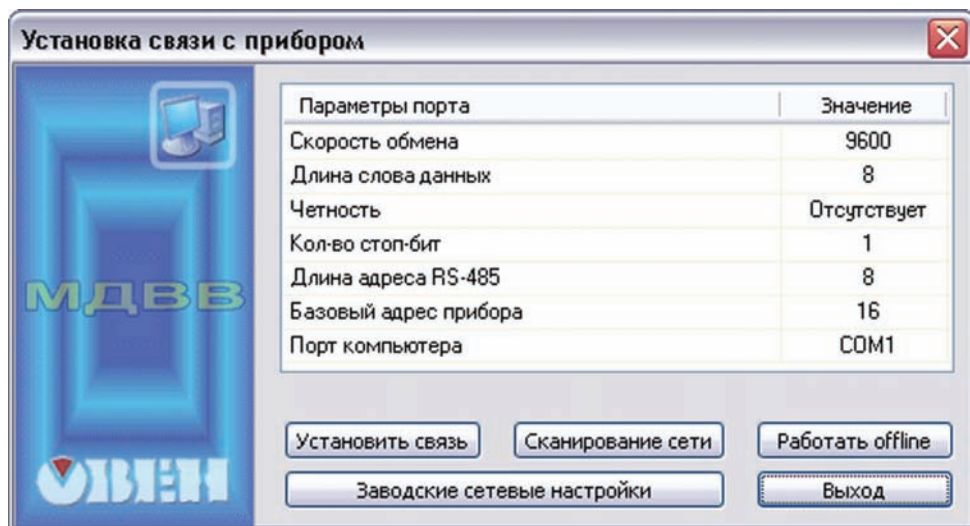 Установка связи с прибором
МДВВ
ОВЕН
Параметры порта Значение
Скорость обмена 9600
Длина слова данных 8
Четность Отсутствует
Кол-во стоп-бит 1
Длина адреса RS-485 8
Базовый адрес прибора 16
Порт компьютера COM1
Установить связь Сканирование сети Работать offline
Заводские сетевые настройки Выход